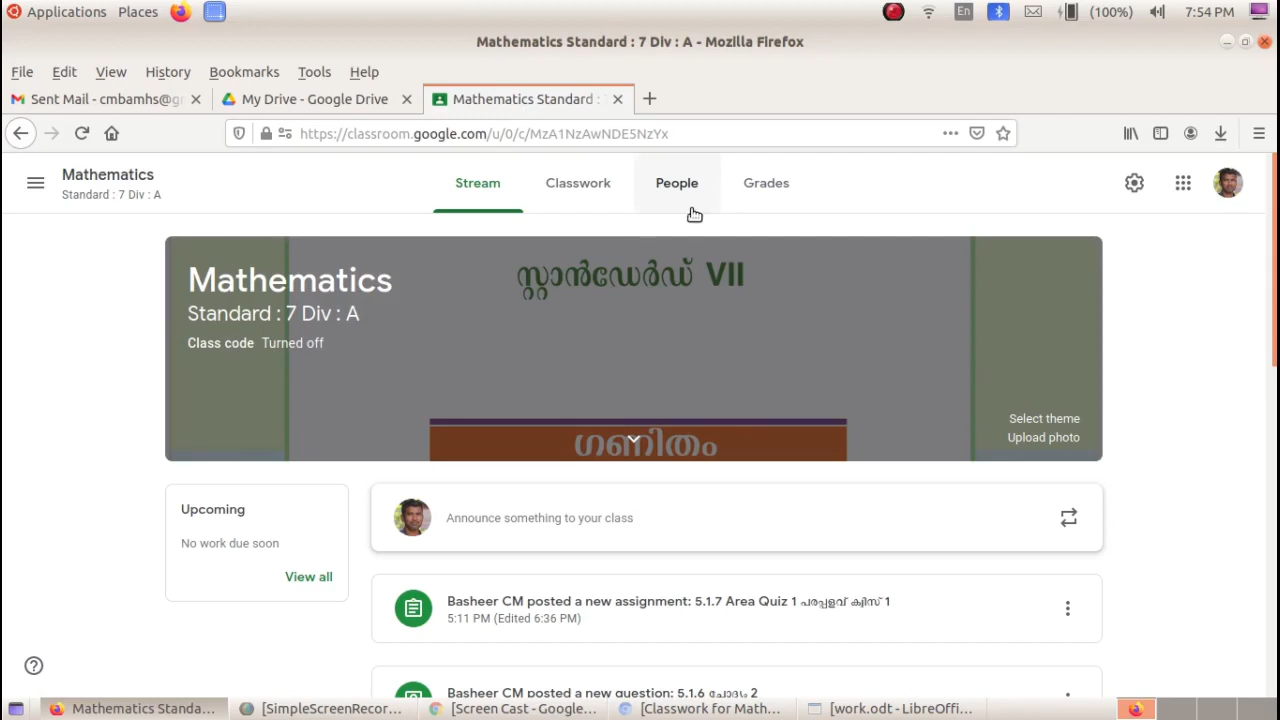 Applications Places En (100%) 7:54 PM
Mathematics Standard : 7 Div : A - Mozilla Firefox
File Edit View History Bookmarks Tools Help
Sent Mail - cmbamhs@g
My Drive - Google Drive
Mathematics Standard :
https://classroom.google.com/u/0/c/MzA1NzAwNDE5NzYx
Mathematics
Standard : 7 Div : A
Stream Classwork People Grades
സ്റ്റാൻഡേർഡ് VII
Mathematics
Standard : 7 Div : A
Class code Turned off
ഗണിതം
Select theme
Upload photo
Upcoming
No work due soon
View all
Announce something to your class
Basheer CM posted a new assignment: 5.1.7 Area Quiz 1 പരപ്പളവ് ക്വിസ് 1
5:11 PM (Edited 6:36 PM)
Basheer CM posted a new question: 5.1.6 ചോദ്യം 2
Mathematics Standa... [SimpleScreenRecor... [Screen Cast - Google... [Classwork for Math... [work.odt - LibreOffi...